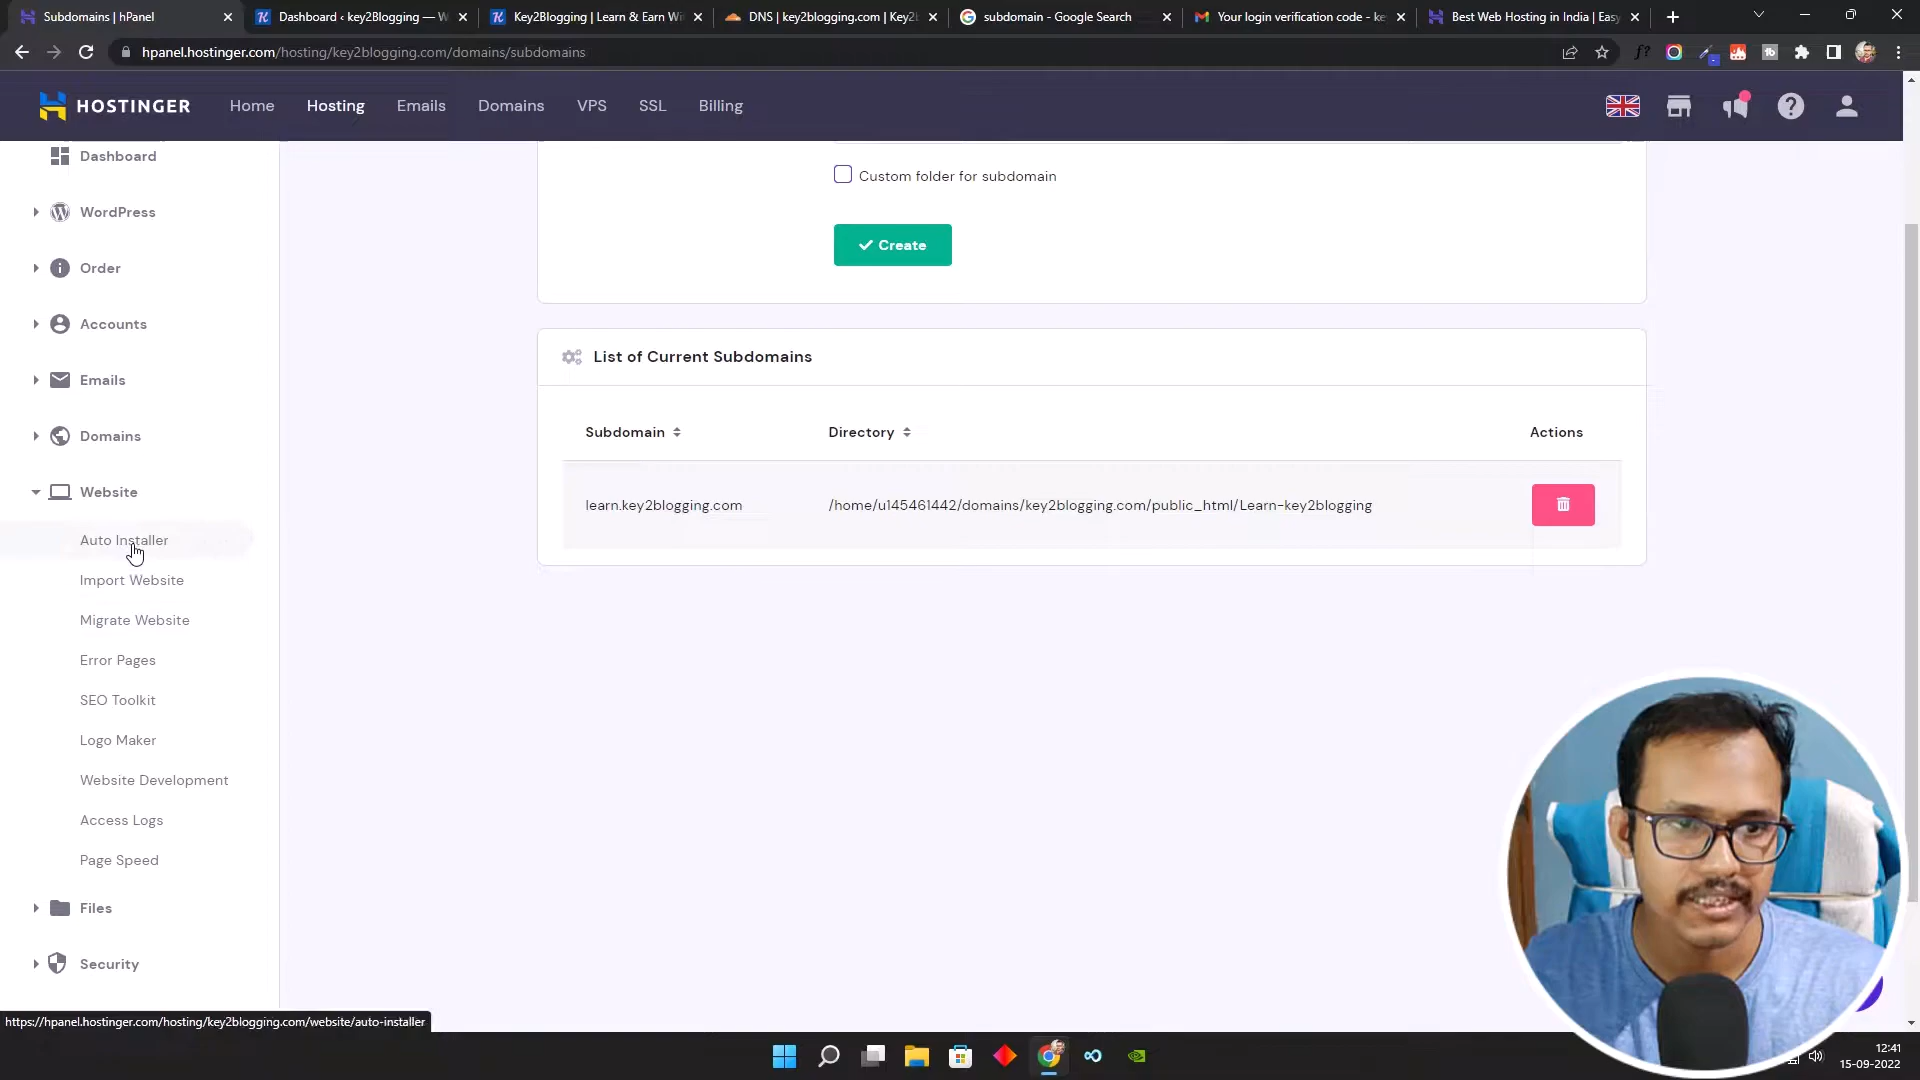 Subdomains | hPanel
Dashboard ‹ key2Blogging — W
Key2Blogging | Learn & Earn Wi
DNS | key2blogging.com | Key2
subdomain - Google Search
Your login verification code - ke
Best Web Hosting in India | Easy
hpanel.hostinger.com/hosting/key2blogging.com/domains/subdomains
f?
HOSTINGER
Home
Hosting
Emails
Domains
VPS
SSL
Billing
Dashboard
WordPress
Order
Accounts
Emails
Domains
Website
Auto Installer
Import Website
Migrate Website
Error Pages
SEO Toolkit
Logo Maker
Website Development
Access Logs
Page Speed
Files
Security
Custom folder for subdomain
Create
List of Current Subdomains
Subdomain
Directory
Actions
learn.key2blogging.com
/home/u145461442/domains/key2blogging.com/public_html/Learn-key2blogging
https://hpanel.hostinger.com/hosting/key2blogging.com/website/auto-installer
12:41
15-09-2022